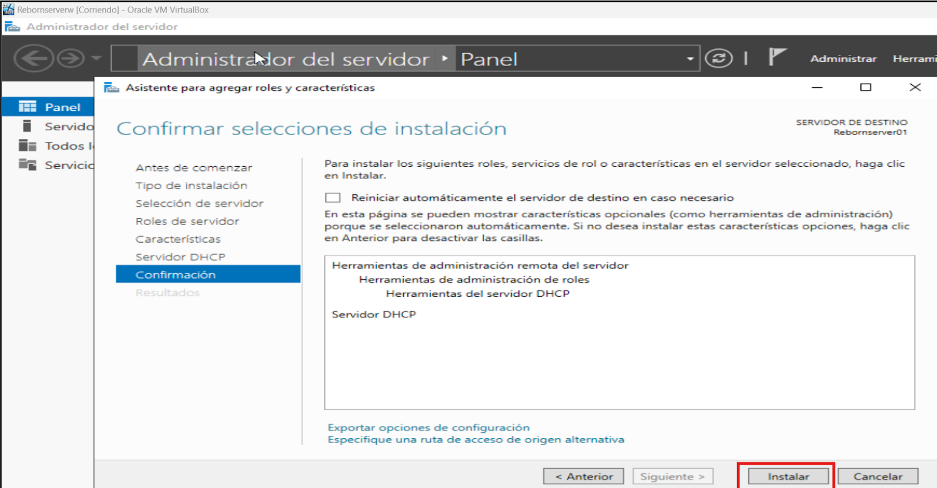 Rebornserverw [Corriendo] - Oracle VM VirtualBox
Administrador del servidor
Administrador del servidor Panel
Administrar Herrami
Asistente para agregar roles y características
Panel
Servido
Todos l
Servicio
Confirmar selecciones de instalación
SERVIDOR DE DESTINO
Rebornserver01
Antes de comenzar
Tipo de instalación
Selección de servidor
Roles de servidor
Características
Servidor DHCP
Confirmación
Resultados
Para instalar los siguientes roles, servicios de rol o características en el servidor seleccionado, haga clic
en Instalar.
Reiniciar automáticamente el servidor de destino en caso necesario
En esta página se pueden mostrar características opcionales (como herramientas de administración)
porque se seleccionaron automáticamente. Si no desea instalar estas características opciones, haga clic
en Anterior para desactivar las casillas.
Herramientas de administración remota del servidor
Herramientas de administración de roles
Herramientas del servidor DHCP
Servidor DHCP
Exportar opciones de configuración
Especifique una ruta de acceso de origen alternativa
< Anterior Siguiente > Instalar Cancelar